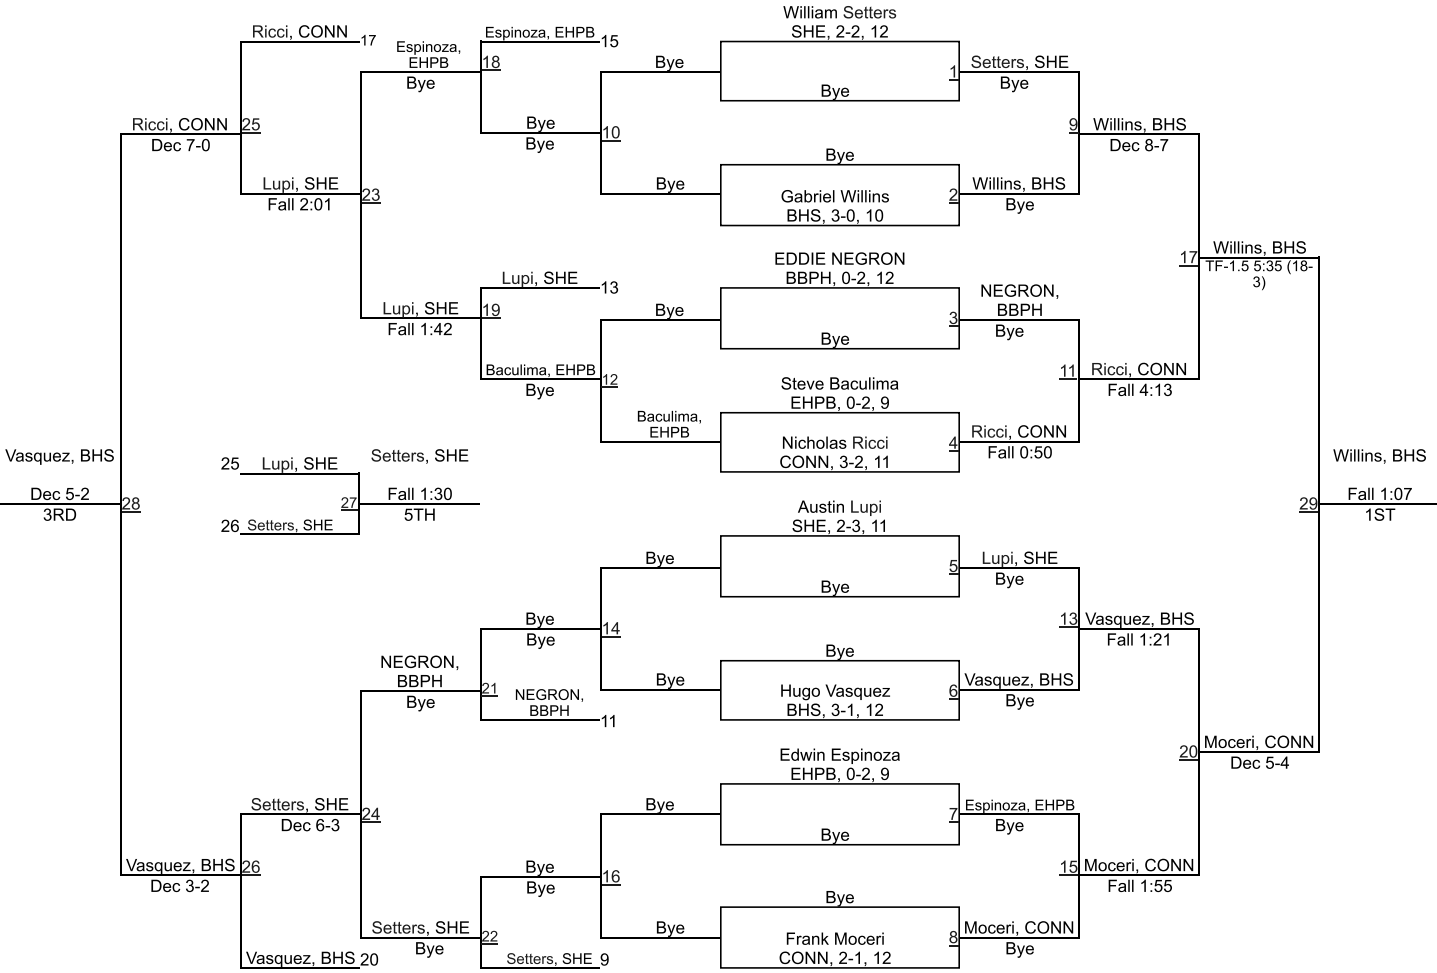 William Setters
SHE, 2-2, 12
Ricci, CONN
17
Espinoza,
EHPB
Bye
Espinoza, EHPB
15
18
Bye
Bye
1
Setters, SHE
Bye
Ricci, CONN
25
Dec 7-0
Bye
Bye
10
9
Willins, BHS
Dec 8-7
Bye
Lupi, SHE
Fall 2:01
23
Bye
Gabriel Willins
BHS, 3-0, 10
2
Willins, BHS
Bye
17
Willins, BHS
TF-1.5 5:35 (18-
3)
EDDIE NEGRON
BBPH, 0-2, 12
Lupi, SHE
13
NEGRON,
BBPH
Bye
Lupi, SHE
Fall 1:42
19
Bye
Bye
3
Baculima, EHPB
Bye
12
11
Ricci, CONN
Fall 4:13
Steve Baculima
EHPB, 0-2, 9
Baculima,
EHPB
Nicholas Ricci
CONN, 3-2, 11
4
Ricci, CONN
Fall 0:50
Vasquez, BHS
Dec 5-2
3RD
28
25
Lupi, SHE
26
Setters, SHE
27
Setters, SHE
Fall 1:30
5TH
29
Willins, BHS
Fall 1:07
1ST
Austin Lupi
SHE, 2-3, 11
Bye
Bye
5
Lupi, SHE
Bye
Bye
Bye
14
13
Vasquez, BHS
Fall 1:21
Bye
NEGRON,
BBPH
Bye
21
NEGRON,
BBPH
11
Bye
Hugo Vasquez
BHS, 3-1, 12
6
Vasquez, BHS
Bye
20
Moceri, CONN
Dec 5-4
Edwin Espinoza
EHPB, 0-2, 9
Setters, SHE
Dec 6-3
24
Bye
Bye
7
Espinoza, EHPB
Bye
Vasquez, BHS
Dec 3-2
26
Bye
Bye
16
15
Moceri, CONN
Fall 1:55
Bye
Setters, SHE
Bye
22
Bye
Frank Moceri
CONN, 2-1, 12
8
Moceri, CONN
Bye
Vasquez, BHS
20
Setters, SHE
9